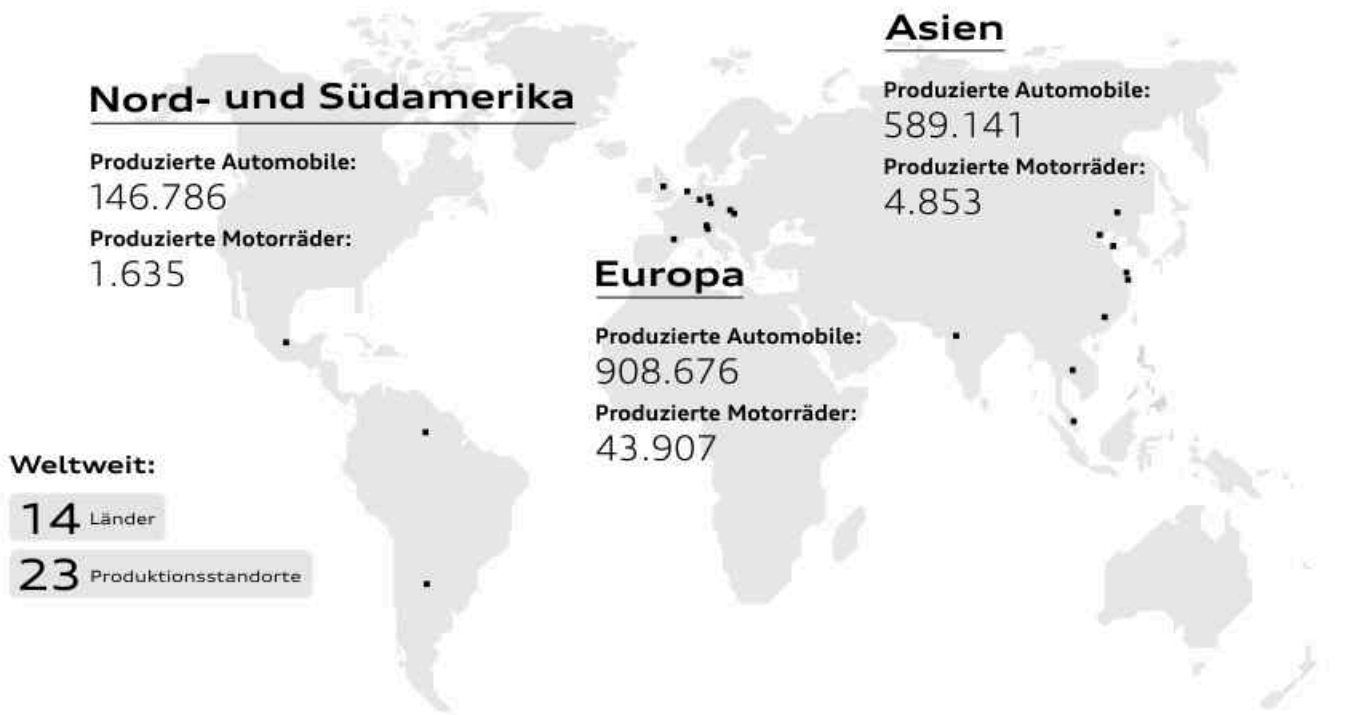 Nord- und Südamerika
Produzierte Automobile:
146.786
Produzierte Motorräder:
1.635
Asien
Produzierte Automobile:
589.141
Produzierte Motorräder:
4.853
Europa
Produzierte Automobile:
908.676
Produzierte Motorräder:
43.907
Weltweit:
14 Länder
23 Produktionsstandorte